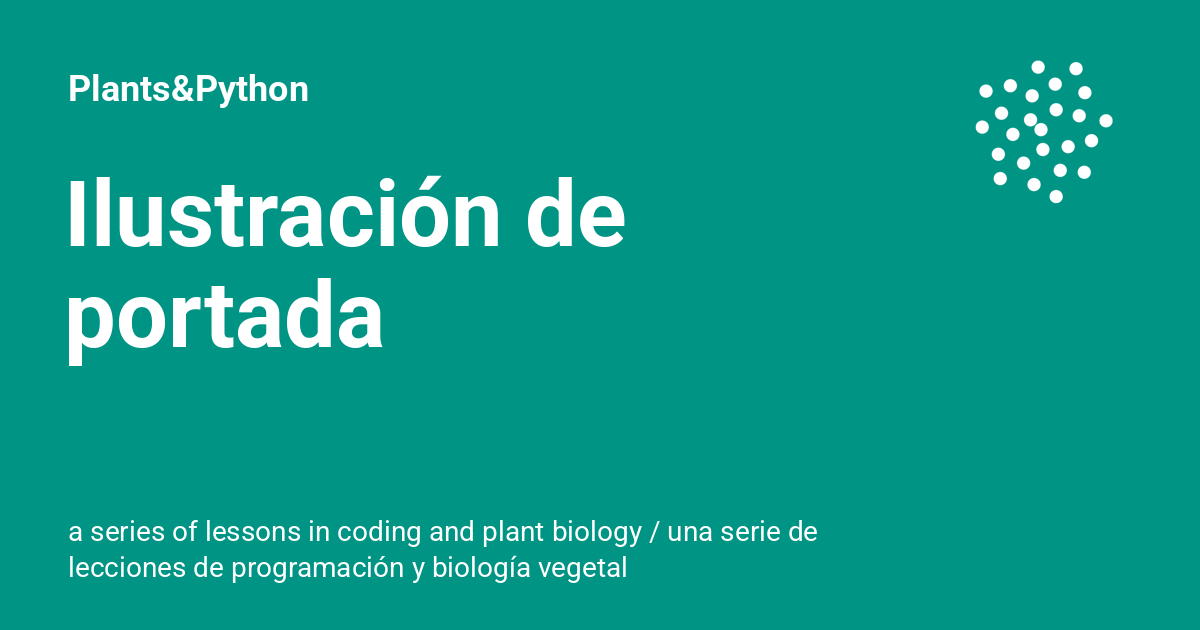 Plants&Python
Ilustración de
portada
a series of lessons in coding and plant biology / una serie de
lecciones de programación y biología vegetal